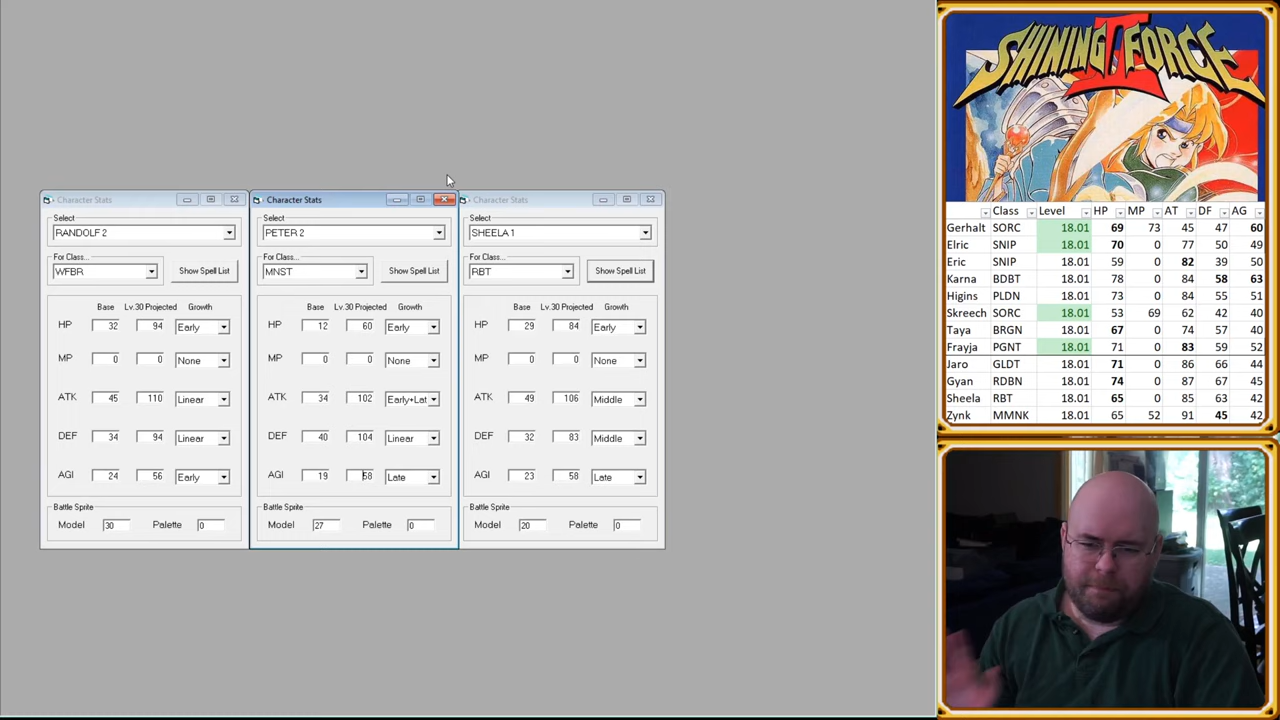 Character Stats
Select
RANDOLF 2
For Class...
WFBR
Show Spell List
Base Lv.30 Projected Growth
HP 32 94 Early
MP 0 0 None
ATK 45 110 Linear
DEF 34 94 Linear
AGI 24 56 Early
Battle Sprite
Model 30 Palette 0
Character Stats
Select
PETER 2
For Class...
MNST
Show Spell List
Base Lv.30 Projected Growth
HP 12 60 Early
MP 0 0 None
ATK 34 102 Early+Lat
DEF 40 104 Linear
AGI 19 58 Late
Battle Sprite
Model 27 Palette 0
Character Stats
Select
SHEELA 1
For Class...
RBT
Show Spell List
Base Lv.30 Projected Growth
HP 29 84 Early
MP 0 0 None
ATK 49 106 Middle
DEF 32 83 Middle
AGI 23 58 Late
Battle Sprite
Model 20 Palette 0
SHINING FORCE
II
Class Level HP MP AT DF AG
Gerhalt SORC 18.01 69 73 45 47 60
Elric SNIP 18.01 70 0 77 50 49
Eric SNIP 18.01 59 0 82 39 50
Karna BDBT 18.01 78 0 84 58 63
Higins PLDN 18.01 73 0 84 55 51
Skreech SORC 18.01 53 69 62 42 40
Taya BRGN 18.01 67 0 74 57 40
Frayja PGNT 18.01 71 0 83 59 52
Jaro GLDT 18.01 71 0 86 66 44
Gyan RDBN 18.01 74 0 87 67 45
Sheela RBT 18.01 65 0 85 63 42
Zynk MMNK 18.01 65 52 91 45 42